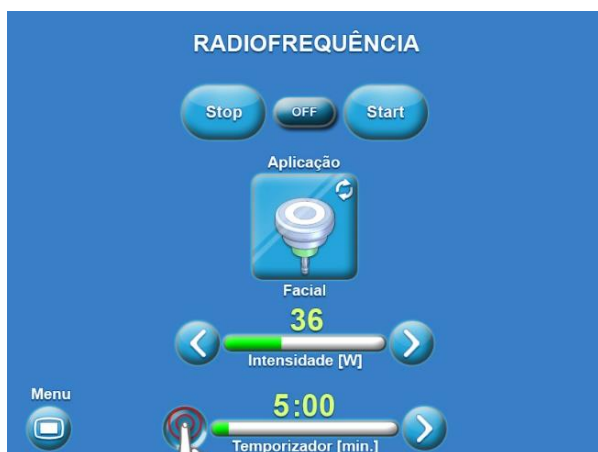 RADIOFREQUÊNCIA
Stop OFF Start
Aplicação
Facial
36
Intensidade [W]
Menu
5:00
Temporizador [min.]